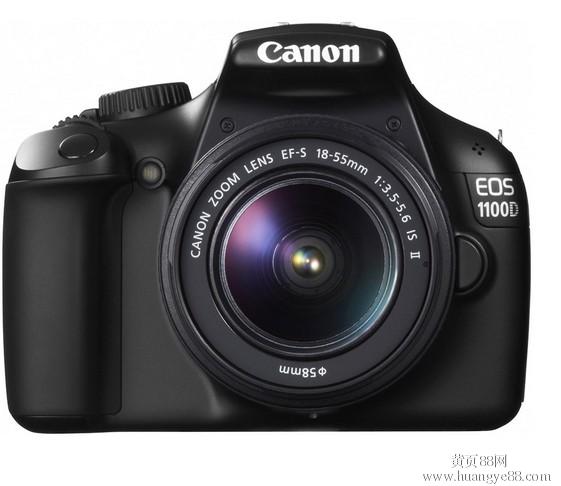 Canon
CANON ZOOM LENS EF-S 18-55mm 1:3.5-5.6 IS II
EOS
1100D
φ58mm
黄页88网
www.huangye88.com